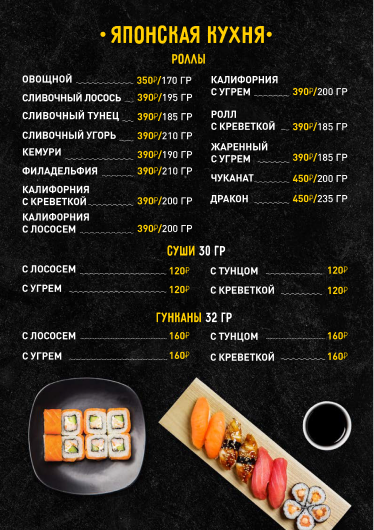 • ЯПОНСКАЯ КУХНЯ •
РОЛЛЫ
ОВОЩНОЙ 350₽/170 ГР
СЛИВОЧНЫЙ ЛОСОСЬ 390₽/195 ГР
СЛИВОЧНЫЙ ТУНЕЦ 390₽/185 ГР
СЛИВОЧНЫЙ УГОРЬ 390₽/210 ГР
КЕМУРИ 390₽/190 ГР
ФИЛАДЕЛЬФИЯ 390₽/210 ГР
КАЛИФОРНИЯ
С КРЕВЕТКОЙ 390₽/200 ГР
КАЛИФОРНИЯ
С ЛОСОСЕМ 390₽/200 ГР
КАЛИФОРНИЯ
С УГРЕМ 390₽/200 ГР
РОЛЛ
С КРЕВЕТКОЙ 390₽/185 ГР
ЖАРЕННЫЙ
С УГРЕМ 390₽/185 ГР
ЧУКАНАТ 450₽/200 ГР
ДРАКОН 450₽/235 ГР
СУШИ 30 ГР
С ЛОСОСЕМ 120₽
С УГРЕМ 120₽
С ТУНЦОМ 120₽
С КРЕВЕТКОЙ 120₽
ГУНКАНЫ 32 ГР
С ЛОСОСЕМ 160₽
С УГРЕМ 160₽
С ТУНЦОМ 160₽
С КРЕВЕТКОЙ 160₽